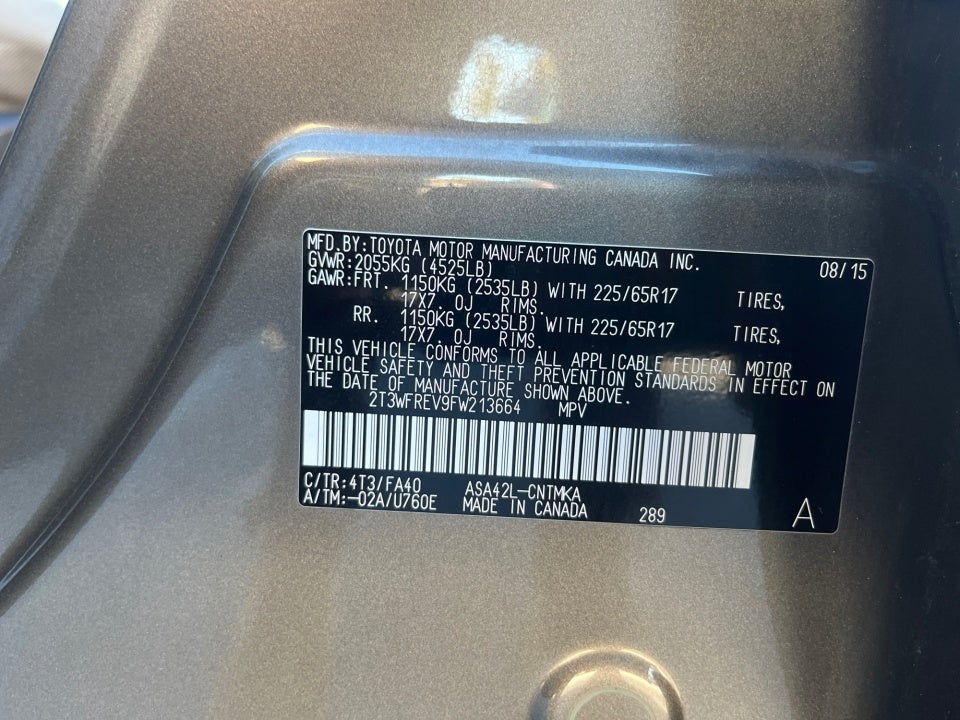 MFD.BY:TOYOTA MOTOR MANUFACTURING CANADA INC. 08/15
GVWR:2055KG (4525LB)
GAWR:FRT. 1150KG (2535LB) WITH 225/65R17 TIRES,
17X7.0J RIMS.
RR. 1150KG (2535LB) WITH 225/65R17 TIRES,
17X7.0J RIMS.
THIS VEHICLE CONFORMS TO ALL APPLICABLE FEDERAL MOTOR
VEHICLE SAFETY AND THEFT PREVENTION STANDARDS IN EFFECT ON
THE DATE OF MANUFACTURE SHOWN ABOVE.
2T3WFREV9FW213664 MPV
C/TR:4T3/FA40 ASA42L-CNTMKA
A/TM:-02A/U760E MADE IN CANADA 289 A